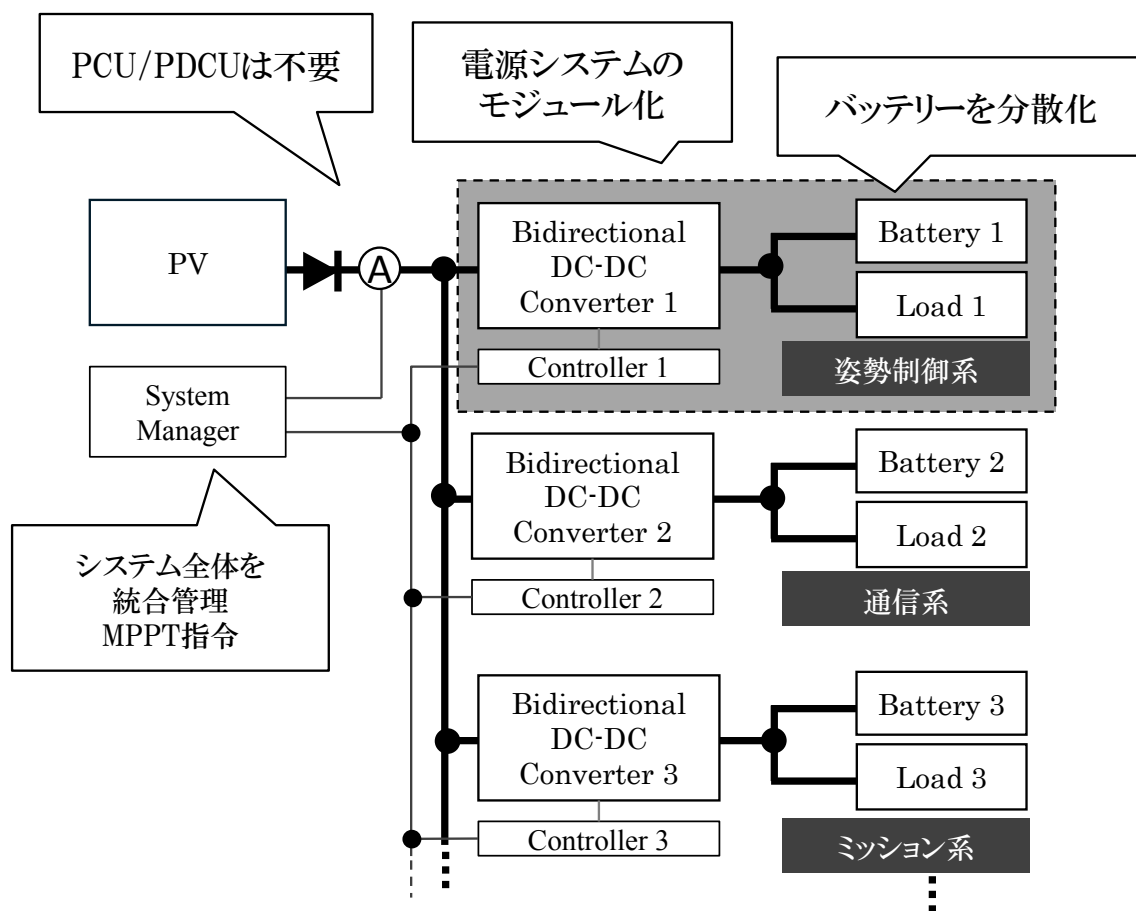 PCU/PDCUは不要
電源システムの
モジュール化
バッテリーを分散化
PV
A
Bidirectional
DC-DC
Converter 1
Battery 1
Load 1
Controller 1
姿勢制御系
System
Manager
Bidirectional
DC-DC
Converter 2
Battery 2
Load 2
Controller 2
通信系
システム全体を
統合管理
MPPT指令
Bidirectional
DC-DC
Converter 3
Battery 3
Load 3
Controller 3
ミッション系